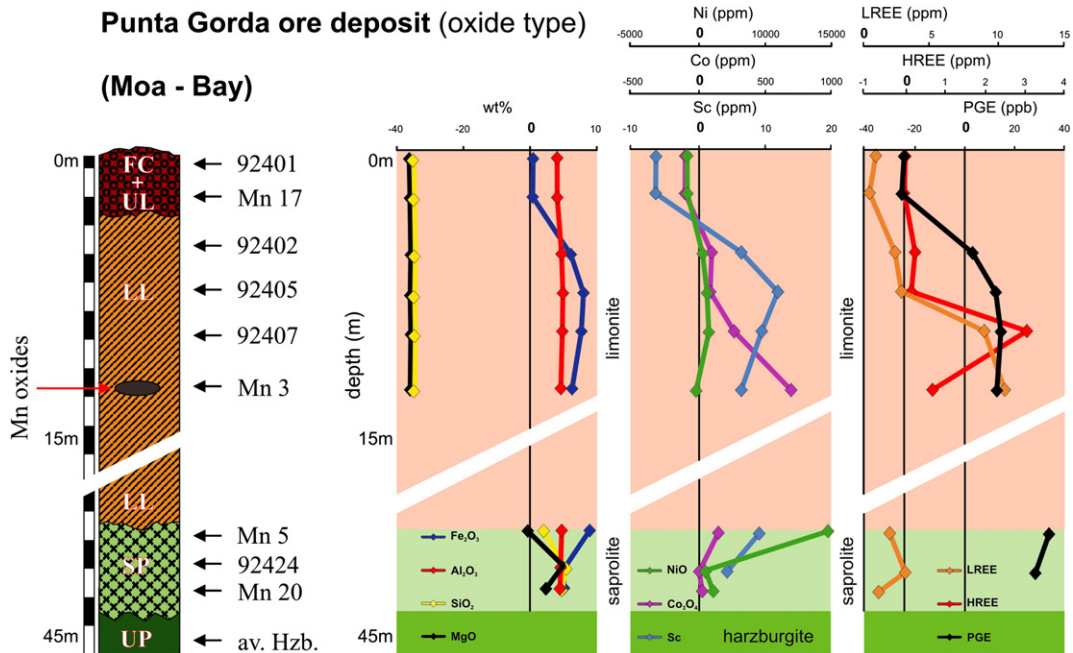 Punta Gorda ore deposit (oxide type)
(Moa - Bay)
Ni (ppm)
-5000 0 10000 15000
Co (ppm)
-500 0 500 1000
Sc (ppm)
-10 0 10 20
LREE (ppm)
0 5 10 15
HREE (ppm)
-1 0 1 2 3 4
PGE (ppb)
-40 -20 0 20 40
wt%
-40 0 10
0m
FC
+
UL
LL
LL
SP
UP
15m
45m
Mn oxides
92401
Mn 17
92402
92405
92407
Mn 3
Mn 5
92424
Mn 20
av. Hzb.
depth (m)
0m
15m
45m
limonite
saprolite
limonite
saprolite
Fe₂O₃
Al₂O₃
SiO₂
MgO
NiO
Co₃O₄
Sc
harzburgite
LREE
HREE
PGE